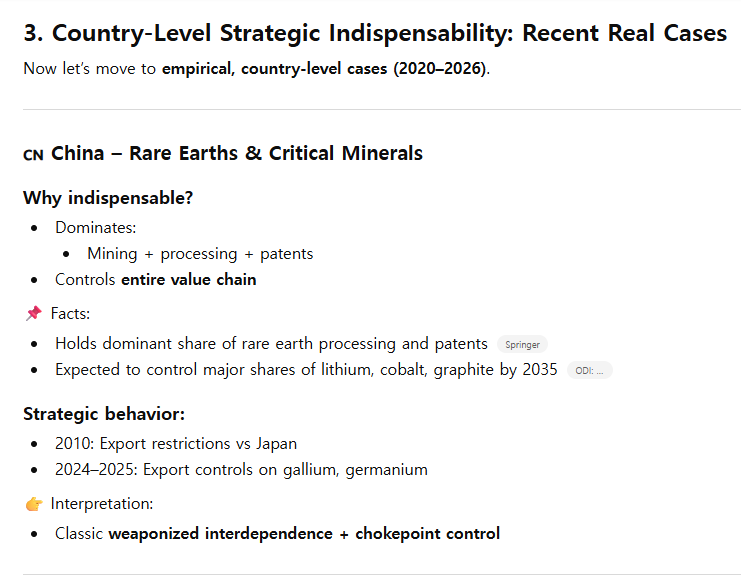 3. Country-Level Strategic Indispensability: Recent Real Cases
Now let's move to empirical, country-level cases (2020–2026).
CN China – Rare Earths & Critical Minerals
Why indispensable?
• Dominates:
• Mining + processing + patents
• Controls entire value chain
📌 Facts:
• Holds dominant share of rare earth processing and patents Springer
• Expected to control major shares of lithium, cobalt, graphite by 2035 ODI: ...
Strategic behavior:
• 2010: Export restrictions vs Japan
• 2024–2025: Export controls on gallium, germanium
👉 Interpretation:
• Classic weaponized interdependence + chokepoint control